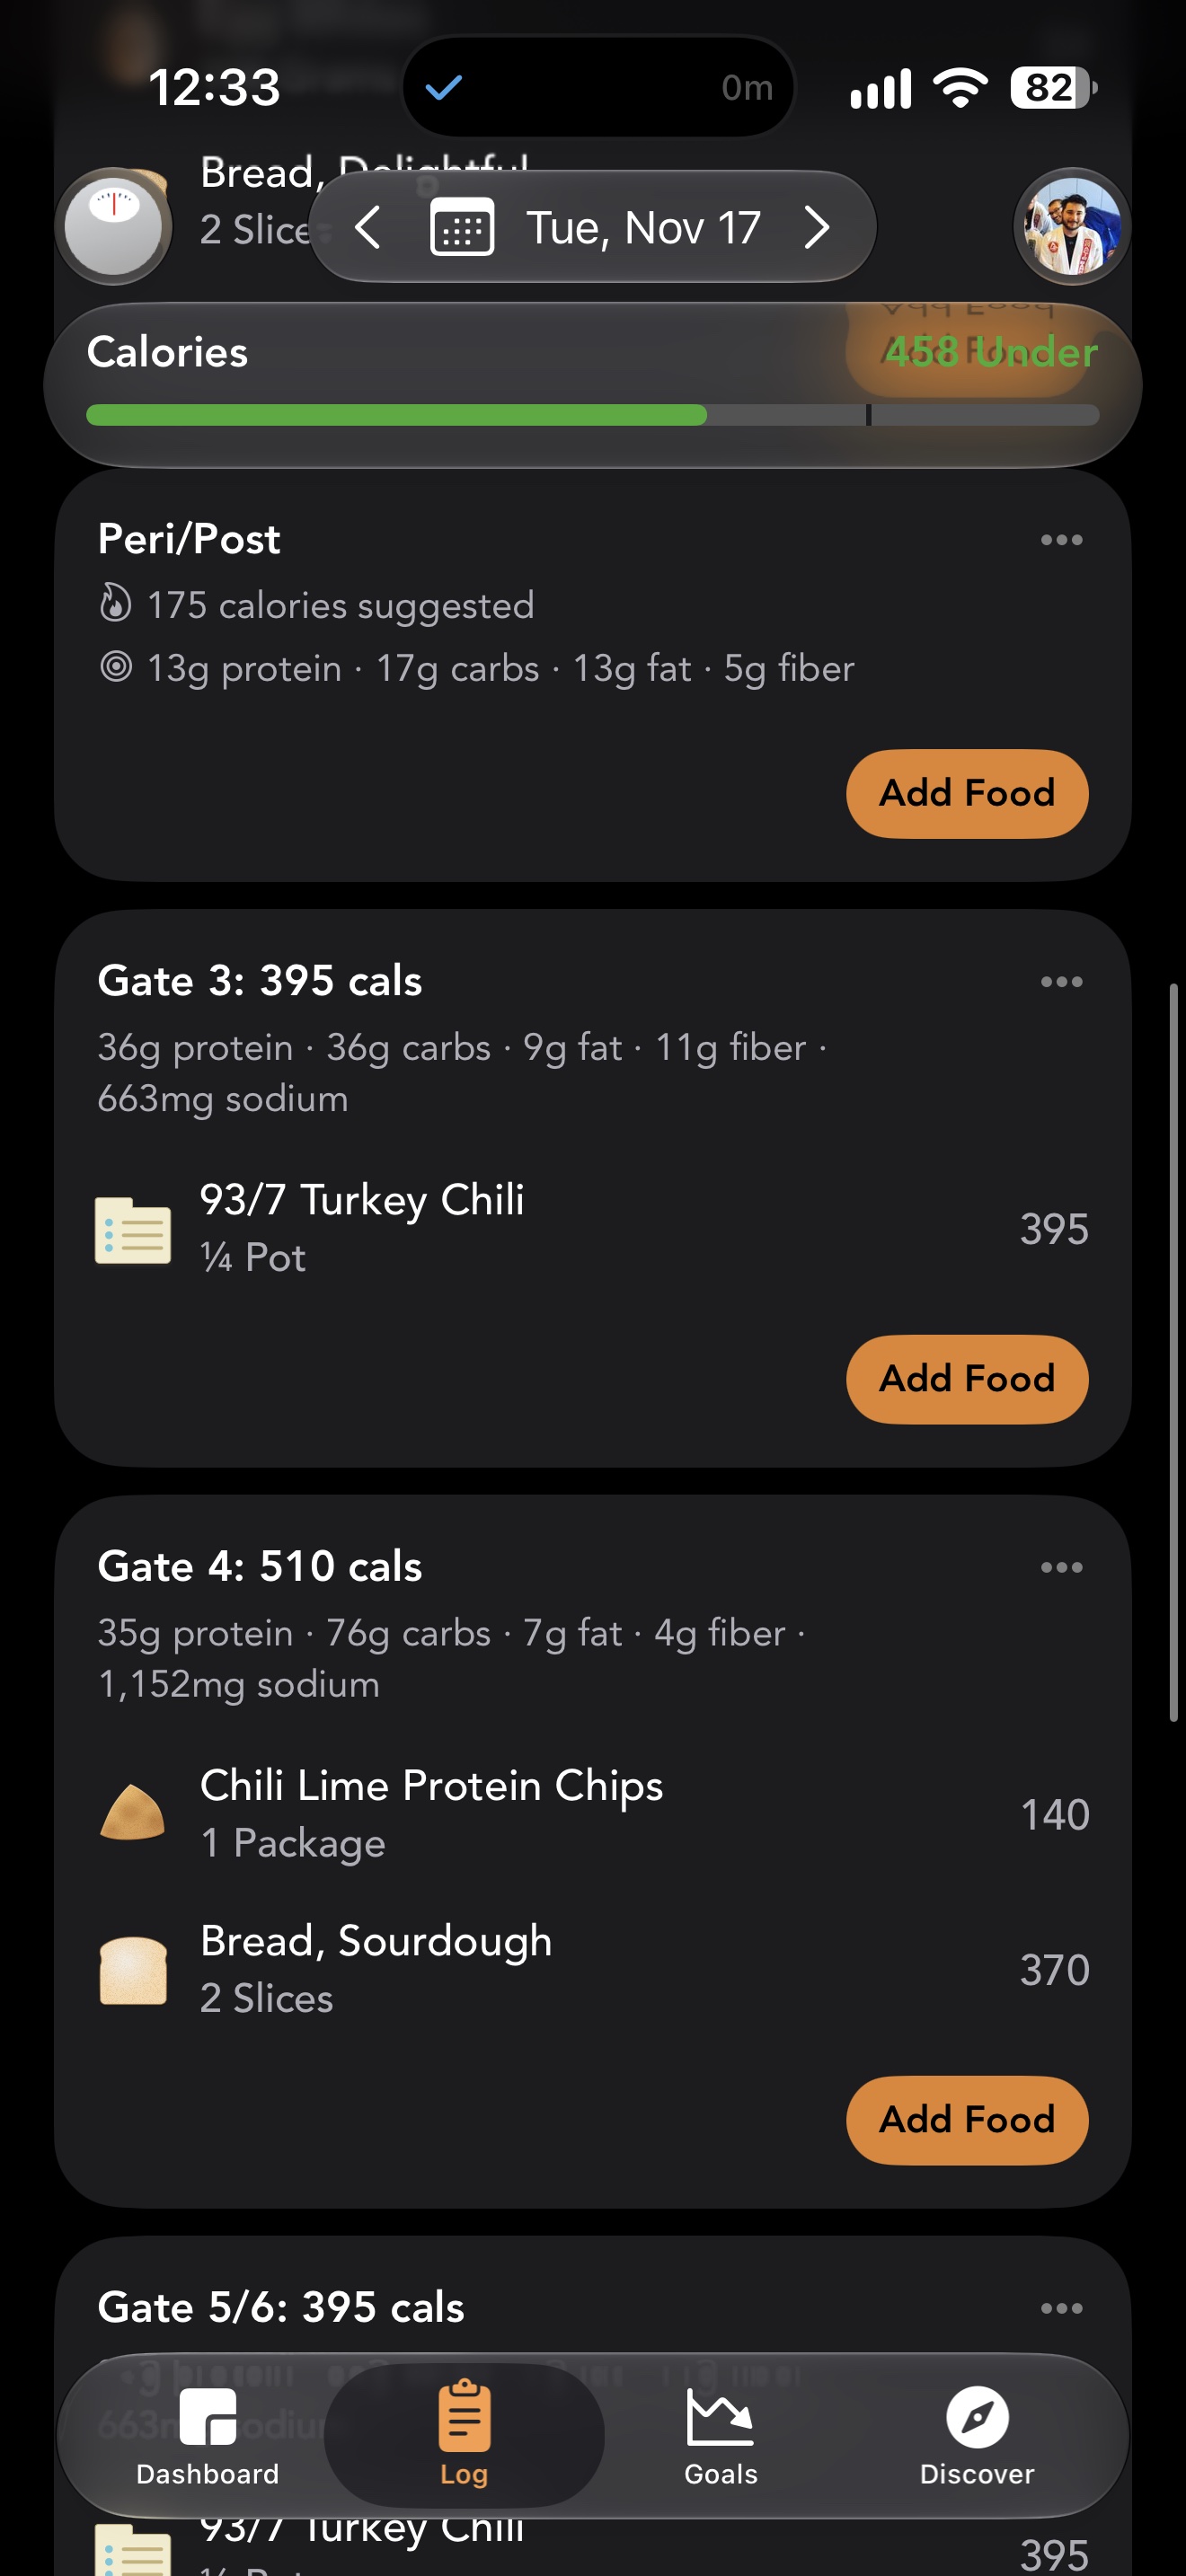 12:33
0m
82
Bread, Delightful
2 Slices
Tue, Nov 17
Calories
458 Under
Add Food
Peri/Post
175 calories suggested
13g protein · 17g carbs · 13g fat · 5g fiber
Add Food
Gate 3: 395 cals
36g protein · 36g carbs · 9g fat · 11g fiber ·
663mg sodium
93/7 Turkey Chili
¼ Pot
395
Add Food
Gate 4: 510 cals
35g protein · 76g carbs · 7g fat · 4g fiber ·
1,152mg sodium
Chili Lime Protein Chips
1 Package
140
Bread, Sourdough
2 Slices
370
Add Food
Gate 5/6: 395 cals
663mg sodium
Dashboard
Log
Goals
Discover
93/7 Turkey Chili
395